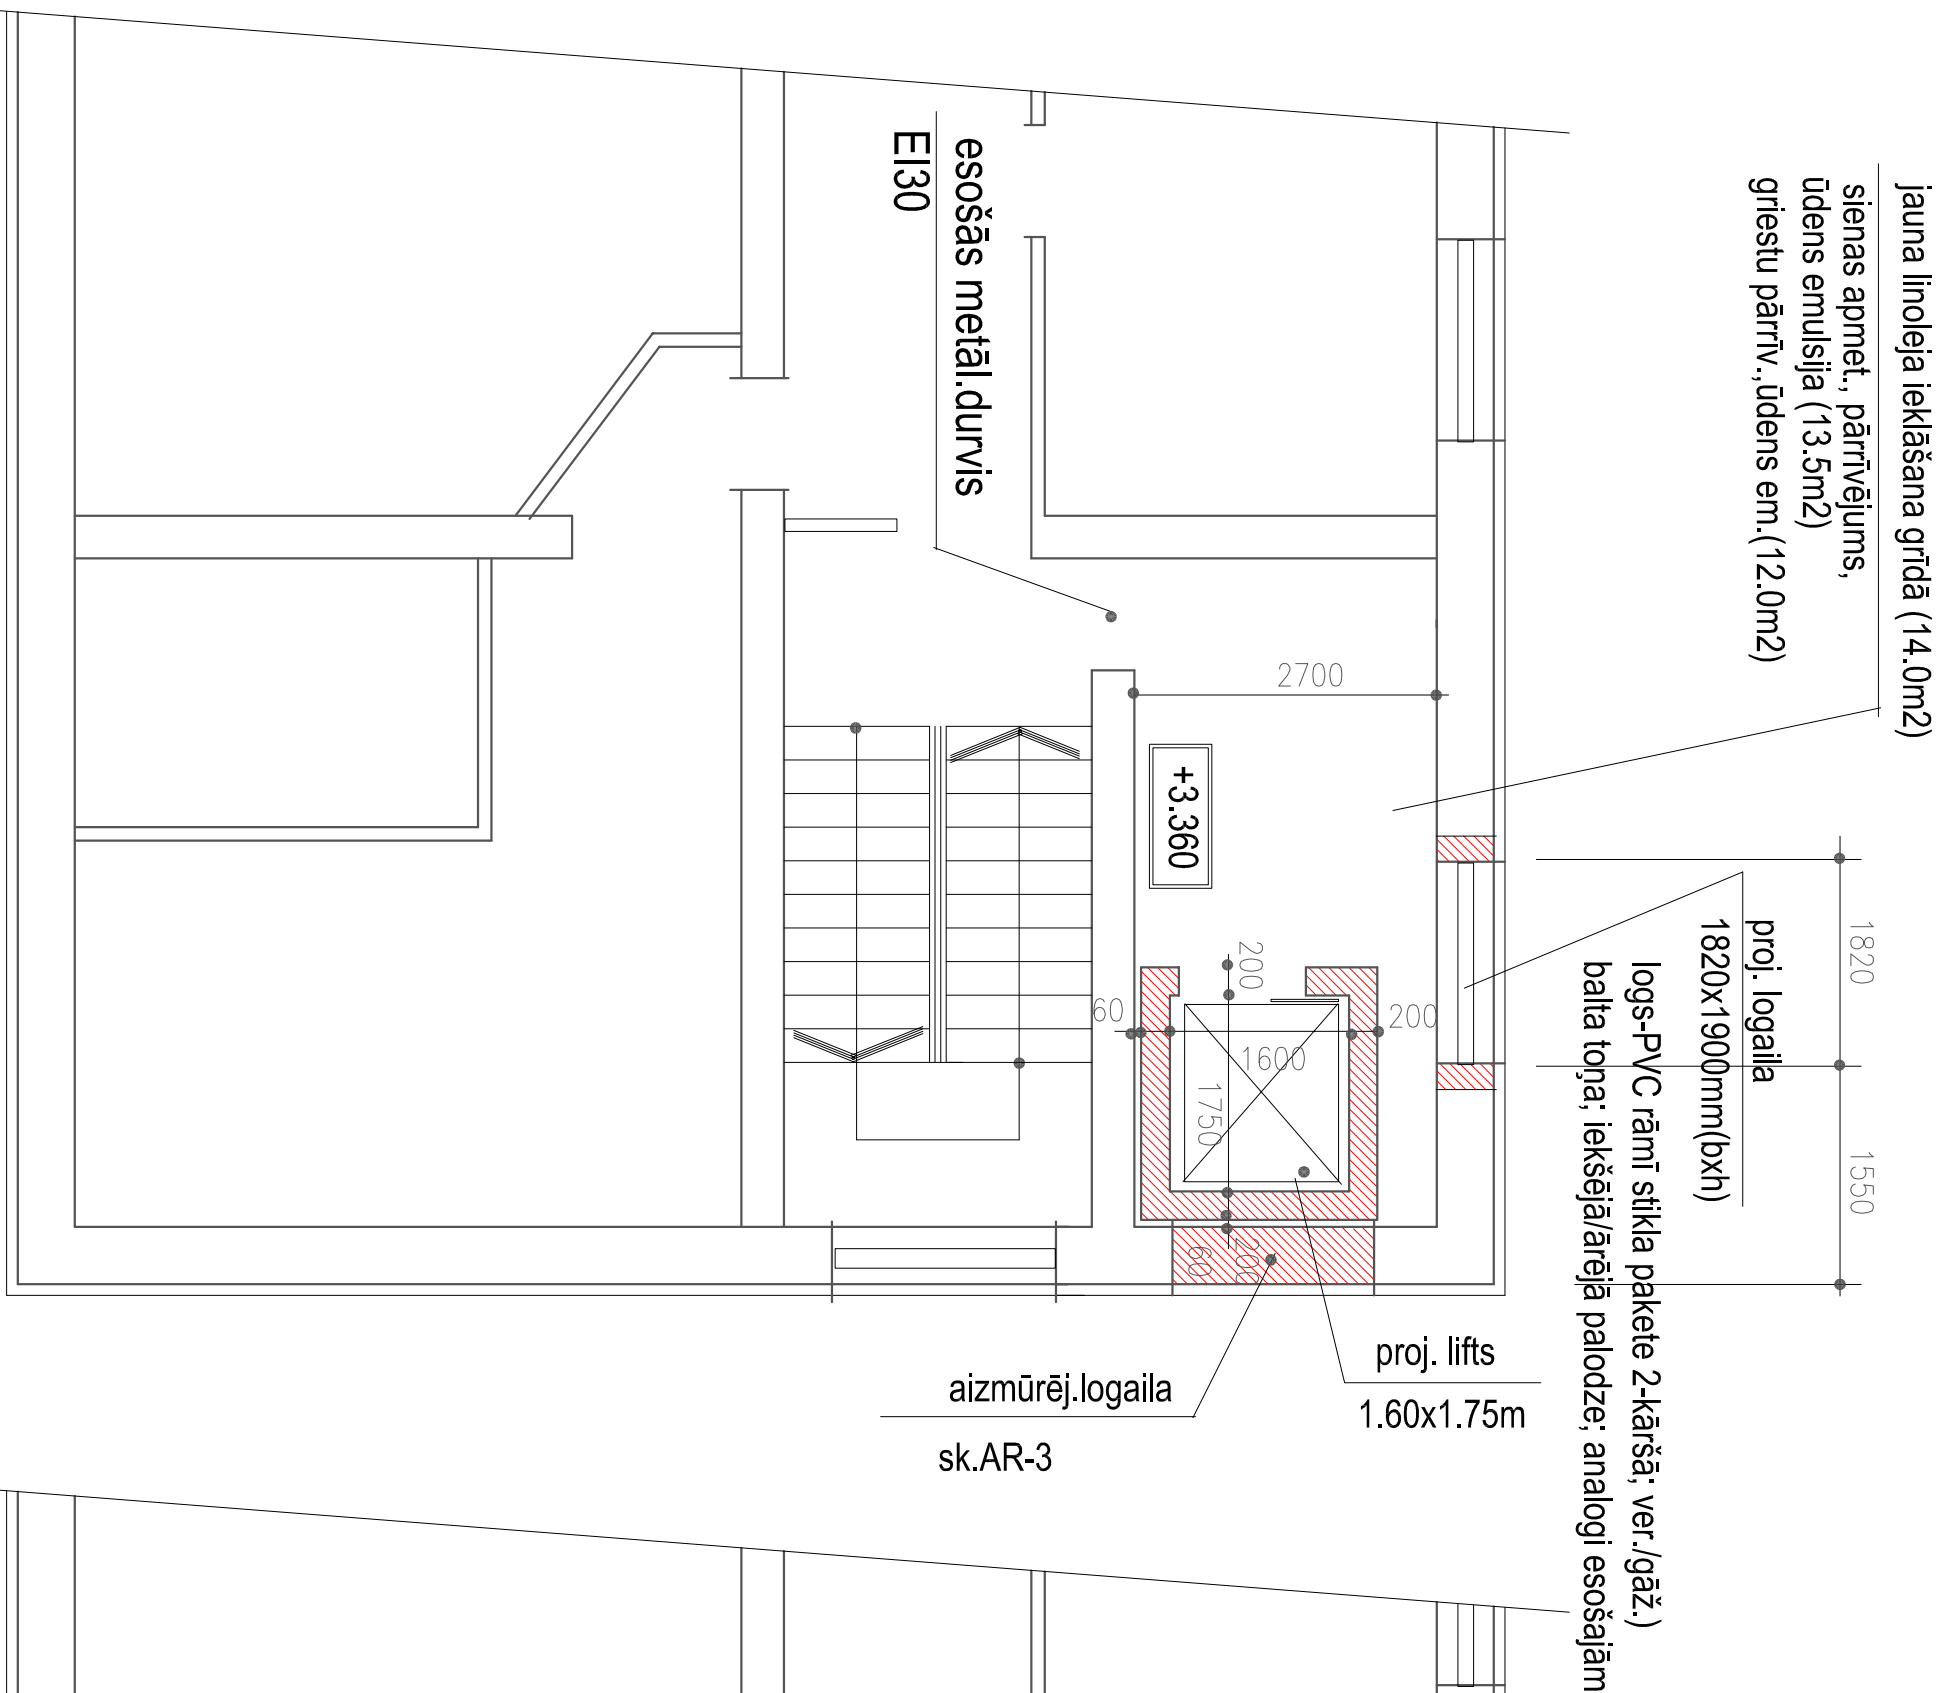 jauna linoleja ieklāšana grīdā (14.0m2)
sienas apmet., pārrīvējums,
ūdens emulsija (13.5m2)
griestu pārrīv.,ūdens em.(12.0m2)
esošās metāl.durvis
EI30
2700
+3.360
1820
1550
proj. logaila
1820x1900mm(bxh)
logs-PVC rāmī stikla pakete 2-kāršā; ver./gāž.)
balta toņa; iekšējā/ārējā palodze; analogi esošajām
200
60
200
1600
1750
200
60
proj. lifts
1.60x1.75m
aizmūrēj.logaila
sk.AR-3